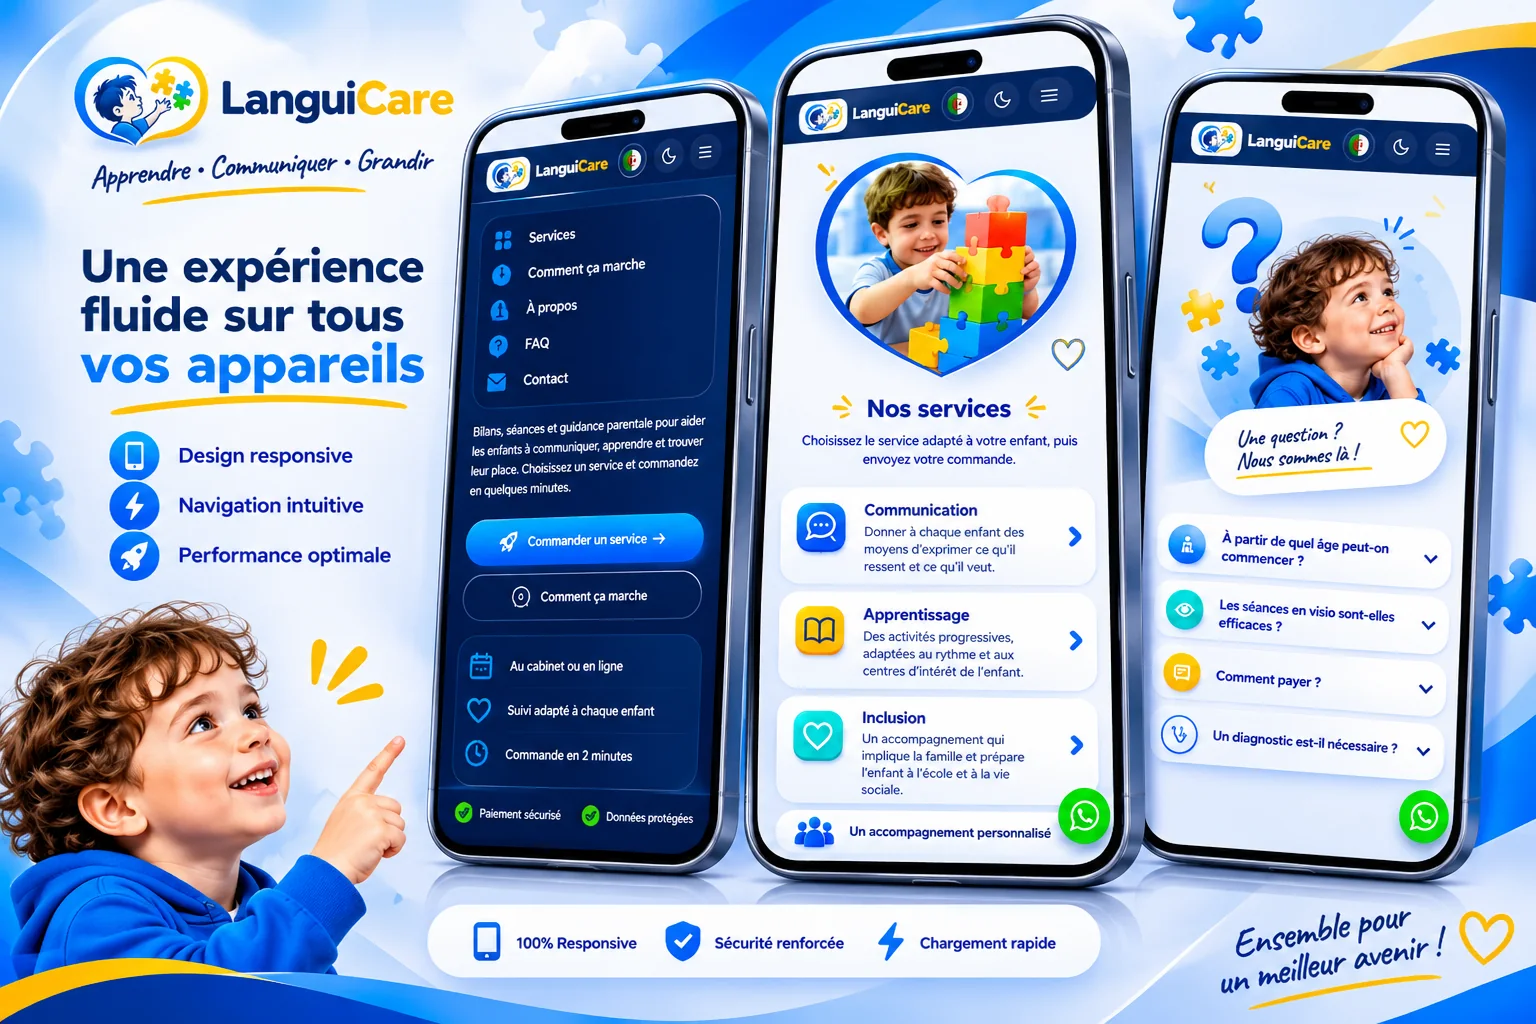 LanguiCare
Apprendre • Communiquer • Grandir
Une expérience
fluide sur tous
vos appareils
Design responsive
Navigation intuitive
Performance optimale
LanguiCare
Services
Comment ça marche
À propos
FAQ
Contact
Bilans, séances et guidance parentale pour aider
les enfants à communiquer, apprendre et trouver
leur place. Choisissez un service et commandez
en quelques minutes.
Commander un service →
Comment ça marche
Au cabinet ou en ligne
Suivi adapté à chaque enfant
Commande en 2 minutes
Paiement sécurisé
Données protégées
LanguiCare
Nos services
Choisissez le service adapté à votre enfant, puis
envoyez votre commande.
Communication
Donner à chaque enfant des
moyens d'exprimer ce qu'il
ressent et ce qu'il veut.
Apprentissage
Des activités progressives,
adaptées au rythme et aux
centres d'intérêt de l'enfant.
Inclusion
Un accompagnement qui
implique la famille et prépare
l'enfant à l'école et à la vie
sociale.
Un accompagnement personnalisé
LanguiCare
Une question ?
Nous sommes là !
À partir de quel âge peut-on
commencer ?
Les séances en visio sont-elles
efficaces ?
Comment payer ?
Un diagnostic est-il nécessaire ?
100% Responsive
Sécurité renforcée
Chargement rapide
Ensemble pour
un meilleur avenir !